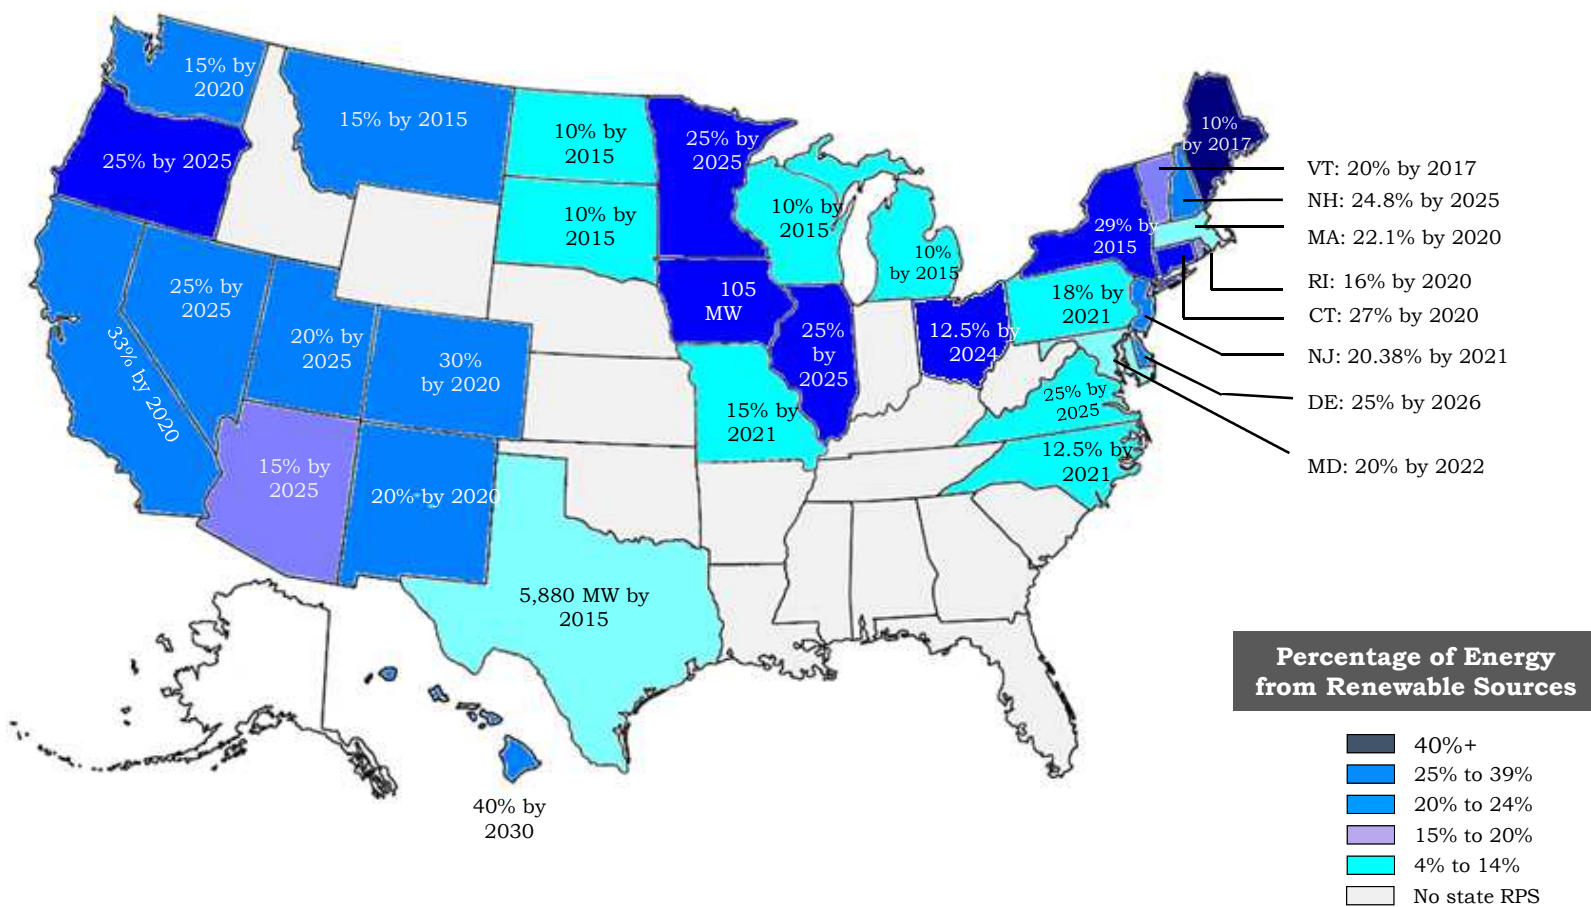 15% by
2020
15% by 2015
25% by 2025
10% by
2015
25% by
2025
10%
by 2017
10% by
2015
10% by
2015
29% by
2015
10%
by 2015
VT: 20% by 2017
NH: 24.8% by 2025
MA: 22.1% by 2020
RI: 16% by 2020
CT: 27% by 2020
NJ: 20.38% by 2021
DE: 25% by 2026
MD: 20% by 2022
25% by
2025
33% by 2020
20% by
2025
30%
by 2020
105
MW
25%
by
2025
12.5% by
2024
18% by
2021
15% by
2021
25% by
2025
12.5% by
2021
15% by
2025
20% by 2020
5,880 MW by
2015
40% by
2030
Percentage of Energy
from Renewable Sources
40%+
25% to 39%
20% to 24%
15% to 20%
4% to 14%
No state RPS